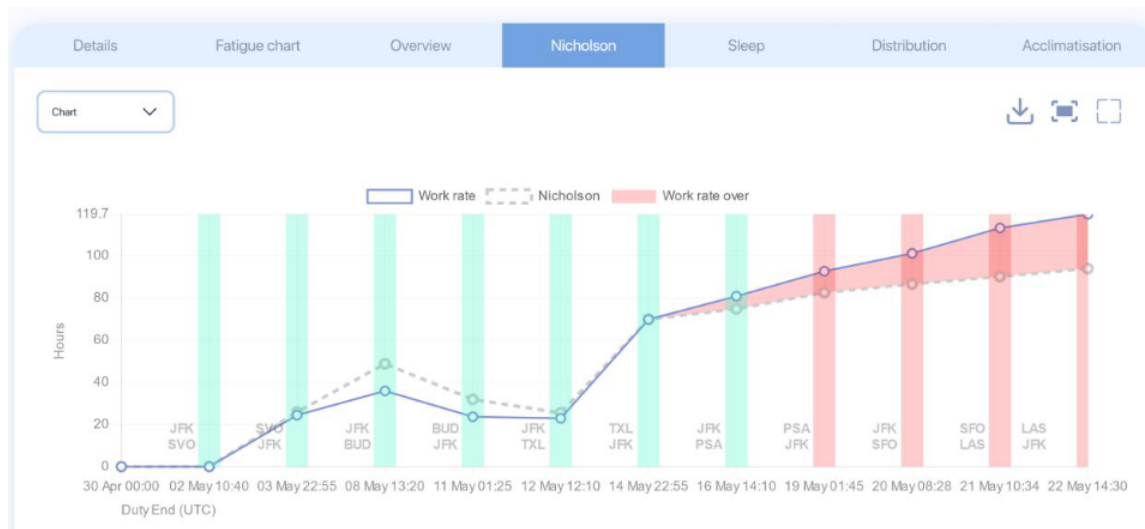 Details Fatigue chart Overview Nicholson Sleep Distribution Acclimatisation
Chart
Work rate Nicholson Work rate over
119.7
100
80
60
40
20
0
Hours
JFK SVO JFK BUD JFK TXL JFK PSA JFK SFO LAS
SVO JFK BUD JFK TXL JFK PSA JFK SFO LAS JFK
30 Apr 00:00 02 May 10:40 03 May 22:55 08 May 13:20 11 May 01:25 12 May 12:10 14 May 22:55 16 May 14:10 19 May 01:45 20 May 08:28 21 May 10:34 22 May 14:30
Duty End (UTC)